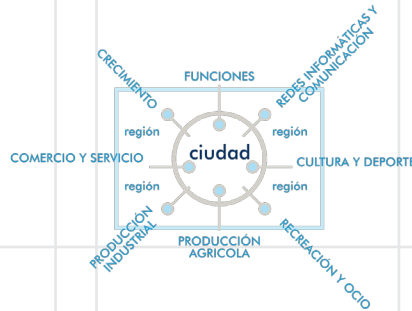 CRECIMIENTO
FUNCIONES
REDES INFORMÁTICAS Y
COMUNICACIÓN
región
región
COMERCIO Y SERVICIO
ciudad
CULTURA Y DEPORTE
región
región
PRODUCCIÓN
INDUSTRIAL
PRODUCCIÓN
AGRICOLA
RECREACIÓN Y OCIO